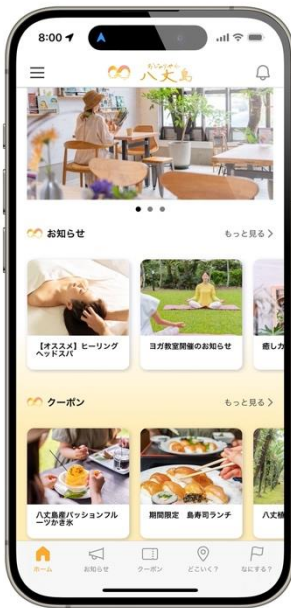 8:00
八丈島
お知らせ
もっと見る
【オススメ】ヒーリング
ヘッドスパ
ヨガ教室開催のお知らせ
癒しカ
クーポン
もっと見る
八丈島産パッションフル
ーツかき氷
期間限定 島寿司ランチ
八丈植
ホーム
お知らせ
クーポン
どこいく？
なにする？